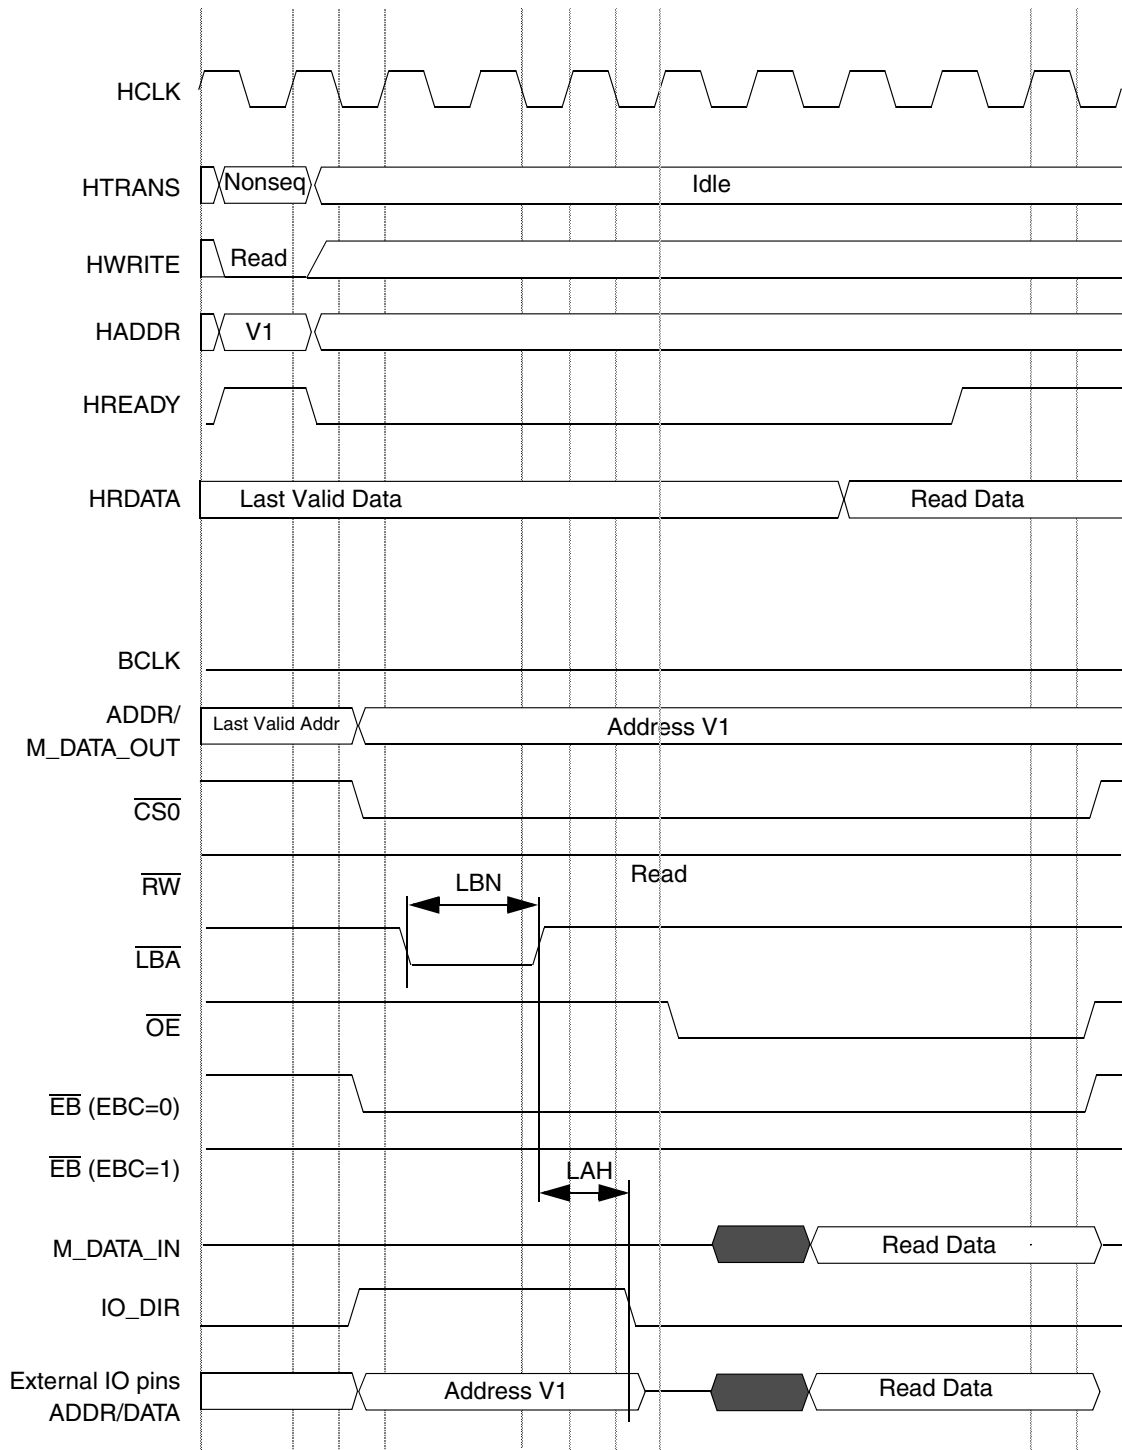 HCLK
HTRANS Nonseq Idle
HWRITE Read
HADDR V1
HREADY
HRDATA Last Valid Data Read Data
BCLK
ADDR/
M_DATA_OUT Last Valid Addr Address V1
CS0
RW Read
LBN
LBA
OE
EB (EBC=0)
EB (EBC=1)
LAH
M_DATA_IN Read Data
IO_DIR
External IO pins
ADDR/DATA Address V1 Read Data